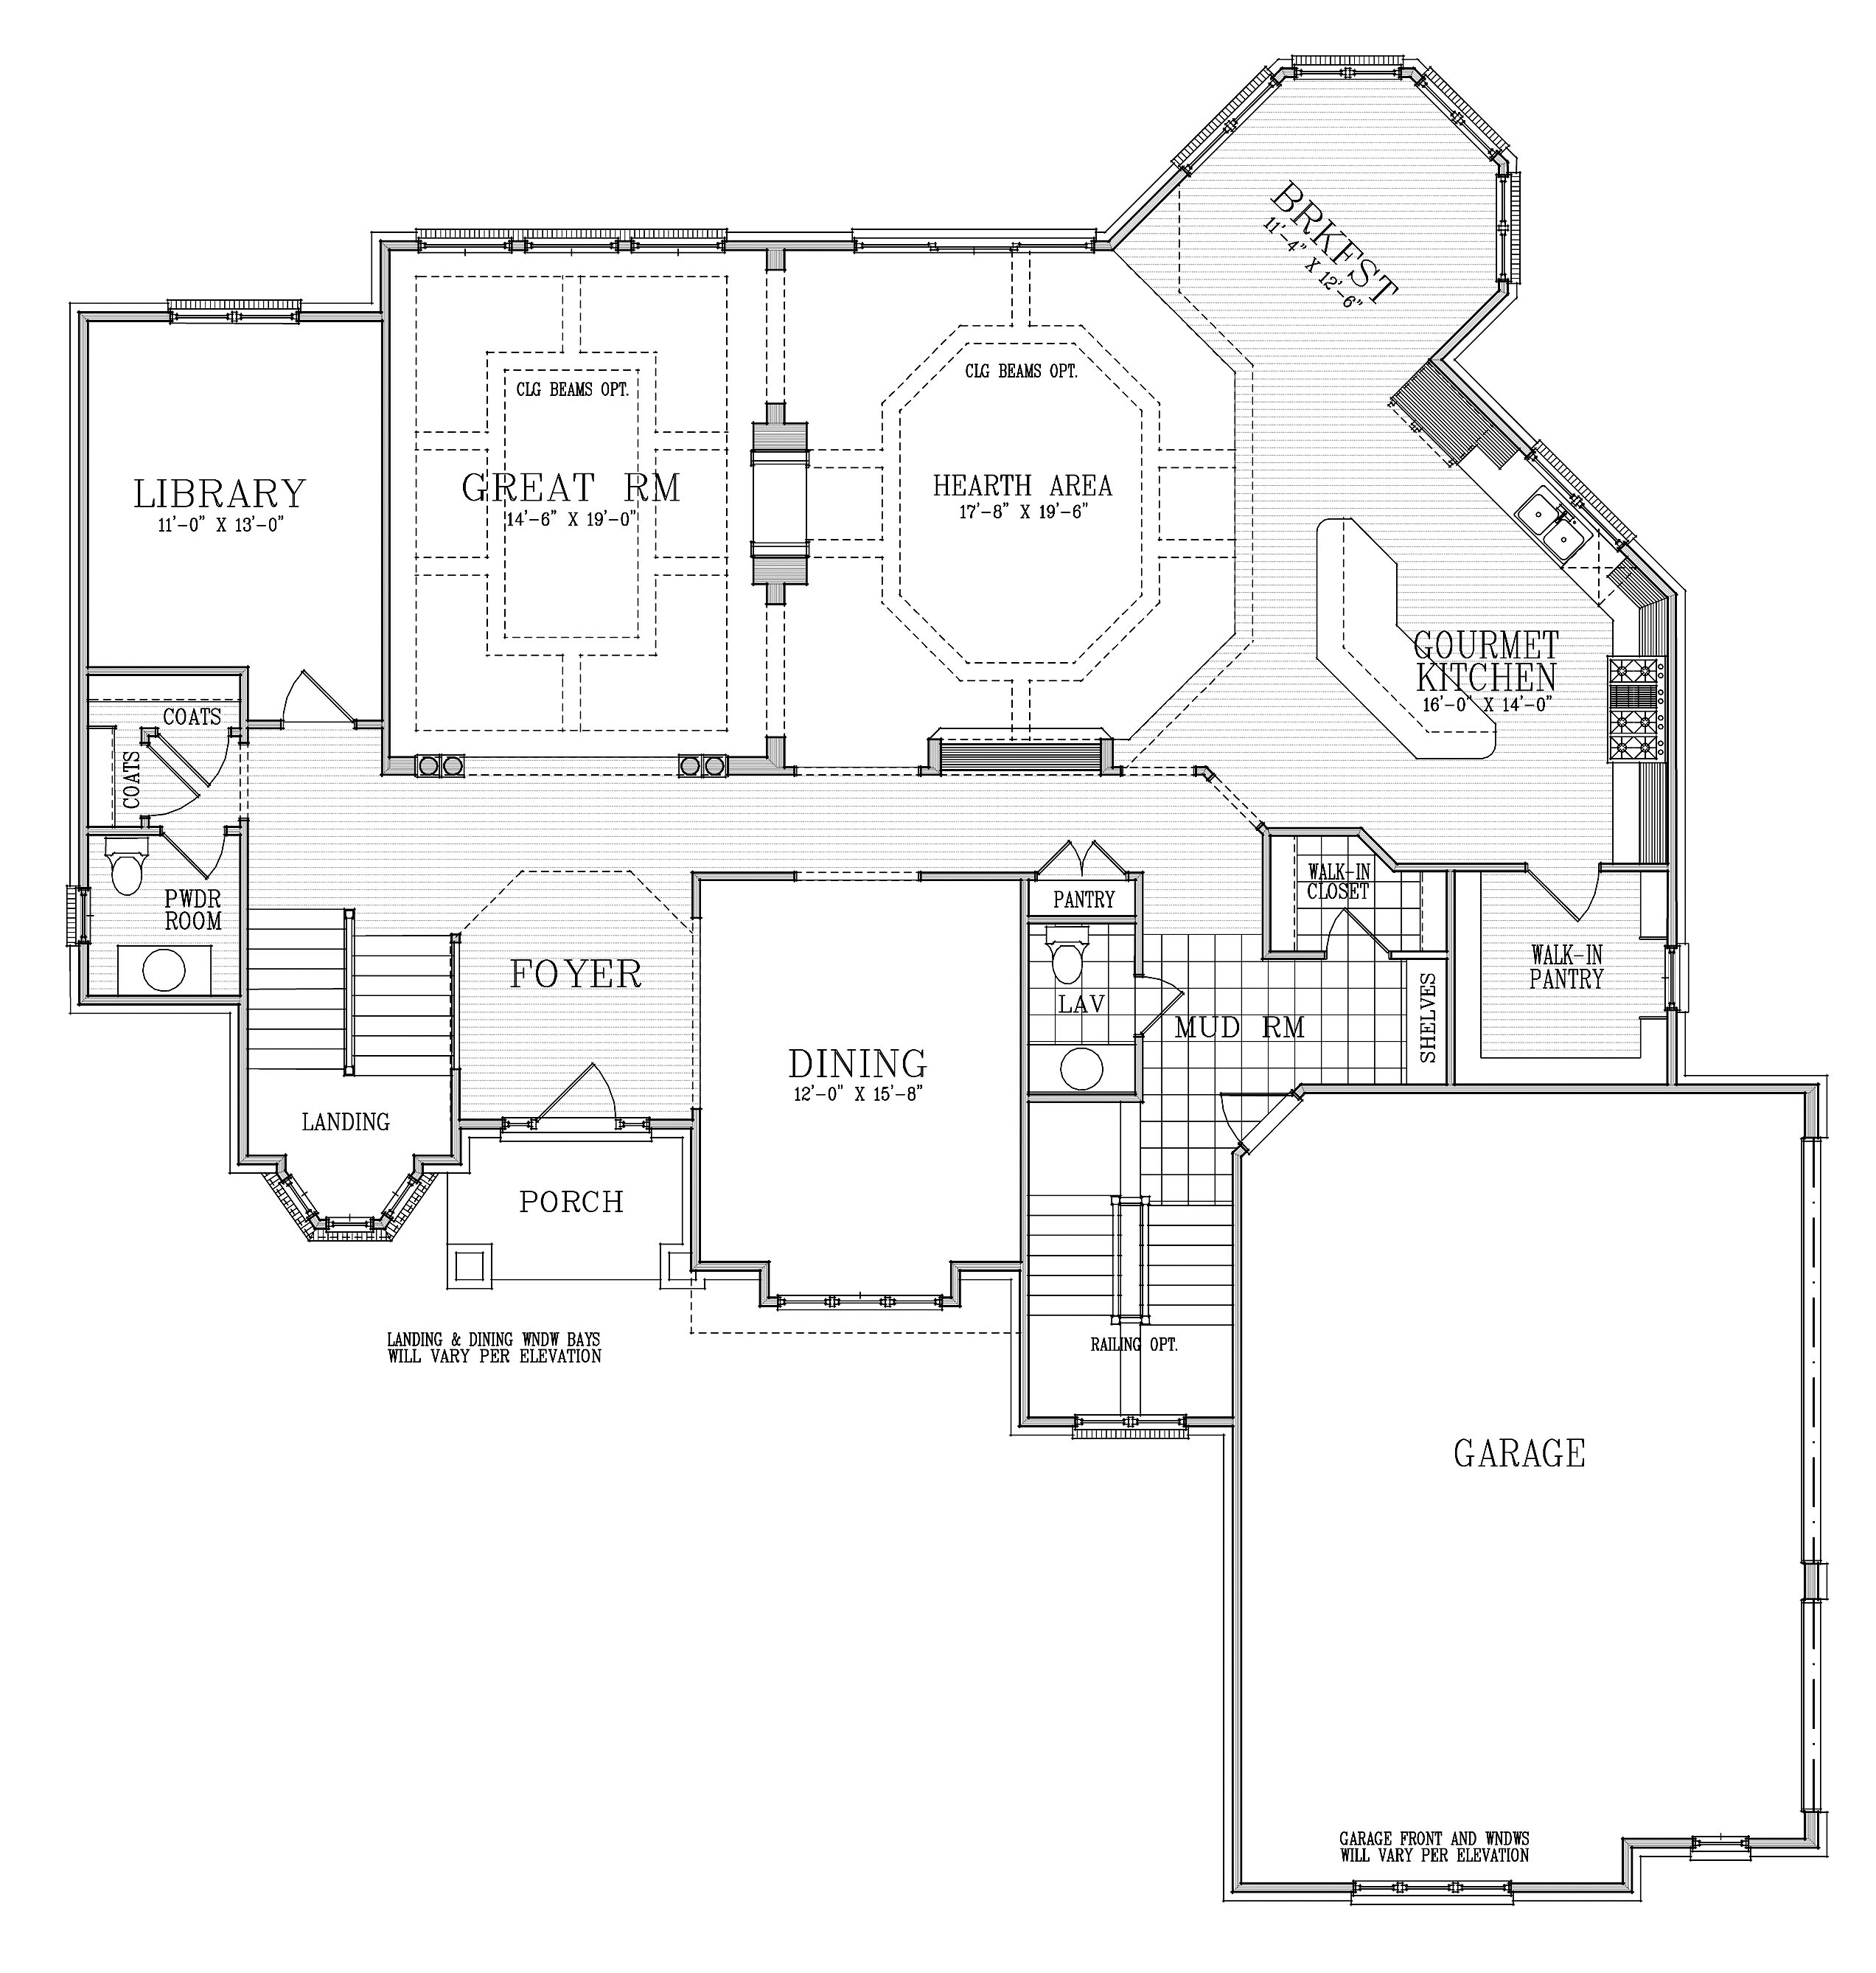 BRKFST
11'-4" X 12'-6"
CLG BEAMS OPT.
CLG BEAMS OPT.
LIBRARY
11'-0" X 13'-0"
GREAT RM
14'-6" X 19'-0"
HEARTH AREA
17'-8" X 19'-6"
GOURMET
KITCHEN
16'-0" X 14'-0"
COATS
COATS
PWDR
ROOM
PANTRY
WALK-IN
CLOSET
WALK-IN
PANTRY
FOYER
LAV
MUD RM
SHELVES
DINING
12'-0" X 15'-8"
LANDING
PORCH
LANDING & DINING WNDW BAYS
WILL VARY PER ELEVATION
RAILING OPT.
GARAGE
GARAGE FRONT AND WNDWS
WILL VARY PER ELEVATION